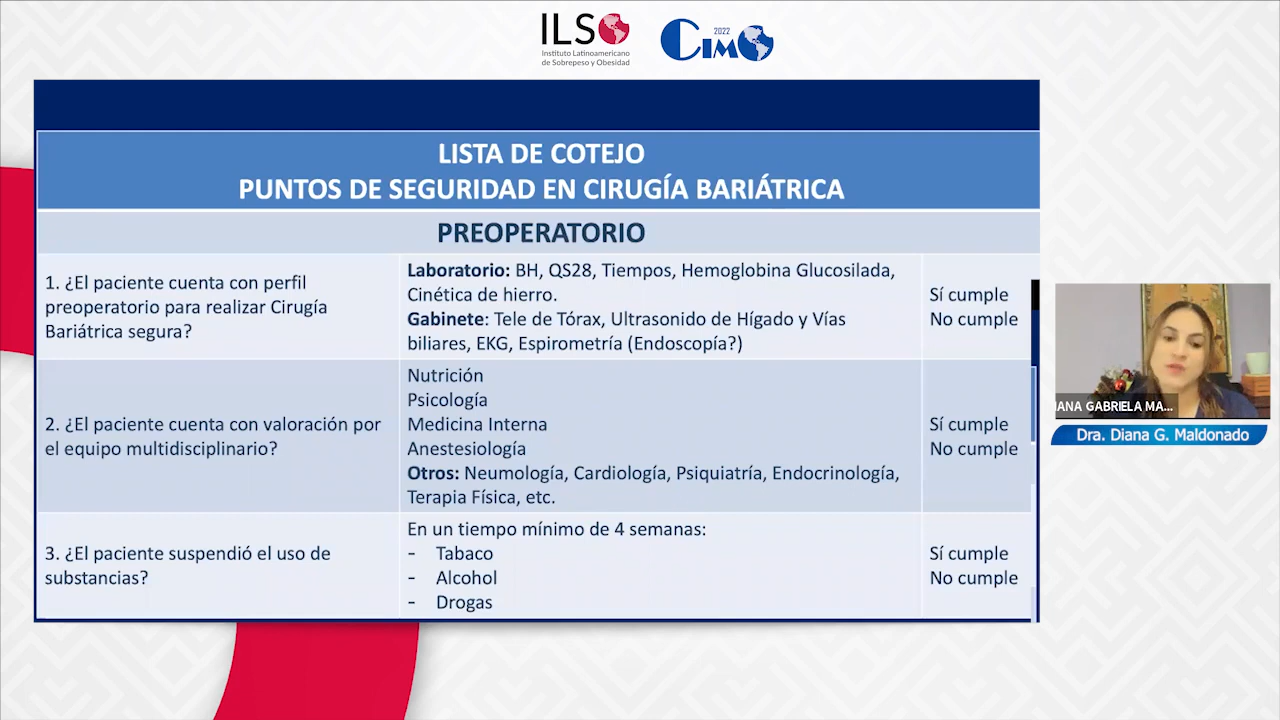 ILSO
Instituto Latinoamericano
de Sobrepeso y Obesidad
2022
CIMO
LISTA DE COTEJO
PUNTOS DE SEGURIDAD EN CIRUGÍA BARIÁTRICA
PREOPERATORIO
1. ¿El paciente cuenta con perfil
preoperatorio para realizar Cirugía
Bariátrica segura?
Laboratorio: BH, QS28, Tiempos, Hemoglobina Glucosilada,
Cinética de hierro.
Gabinete: Tele de Tórax, Ultrasonido de Hígado y Vías
biliares, EKG, Espirometría (Endoscopía?)
Sí cumple
No cumple
2. ¿El paciente cuenta con valoración por
el equipo multidisciplinario?
Nutrición
Psicología
Medicina Interna
Anestesiología
Otros: Neumología, Cardiología, Psiquiatría, Endocrinología,
Terapia Física, etc.
Sí cumple
No cumple
3. ¿El paciente suspendió el uso de
substancias?
En un tiempo mínimo de 4 semanas:
- Tabaco
- Alcohol
- Drogas
Sí cumple
No cumple
IANA GABRIELA MA...
Dra. Diana G. Maldonado